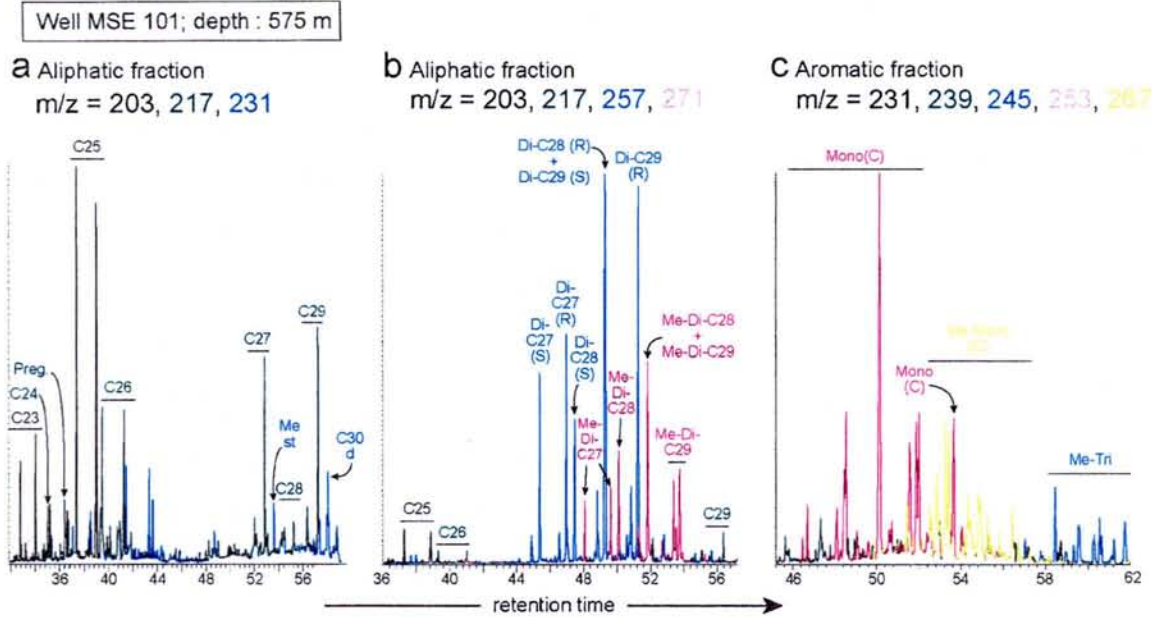 Well MSE 101; depth : 575 m
a Aliphatic fraction
m/z = 203, 217, 231
C25
Preg.
C24
C23
C26
C27
Me
st
C28
C29
C30
d
36 40 44 48 52 56
b Aliphatic fraction
m/z = 203, 217, 257, 271
Di-C28 (R)
+
Di-C29 (S)
Di-C29
(R)
Di-
C27
(R)
Di-
C27
(S)
Di-
C28
(S)
Me-
Di-
C27
Me-
Di-
C28
Me-Di-C28
+
Me-Di-C29
Me-Di-
C29
C25
C26
C29
36 40 44 48 52 56
c Aromatic fraction
m/z = 231, 239, 245, 253, 267
Mono(C)
Mono
(C)
Me-Tri
46 50 54 58 62
retention time